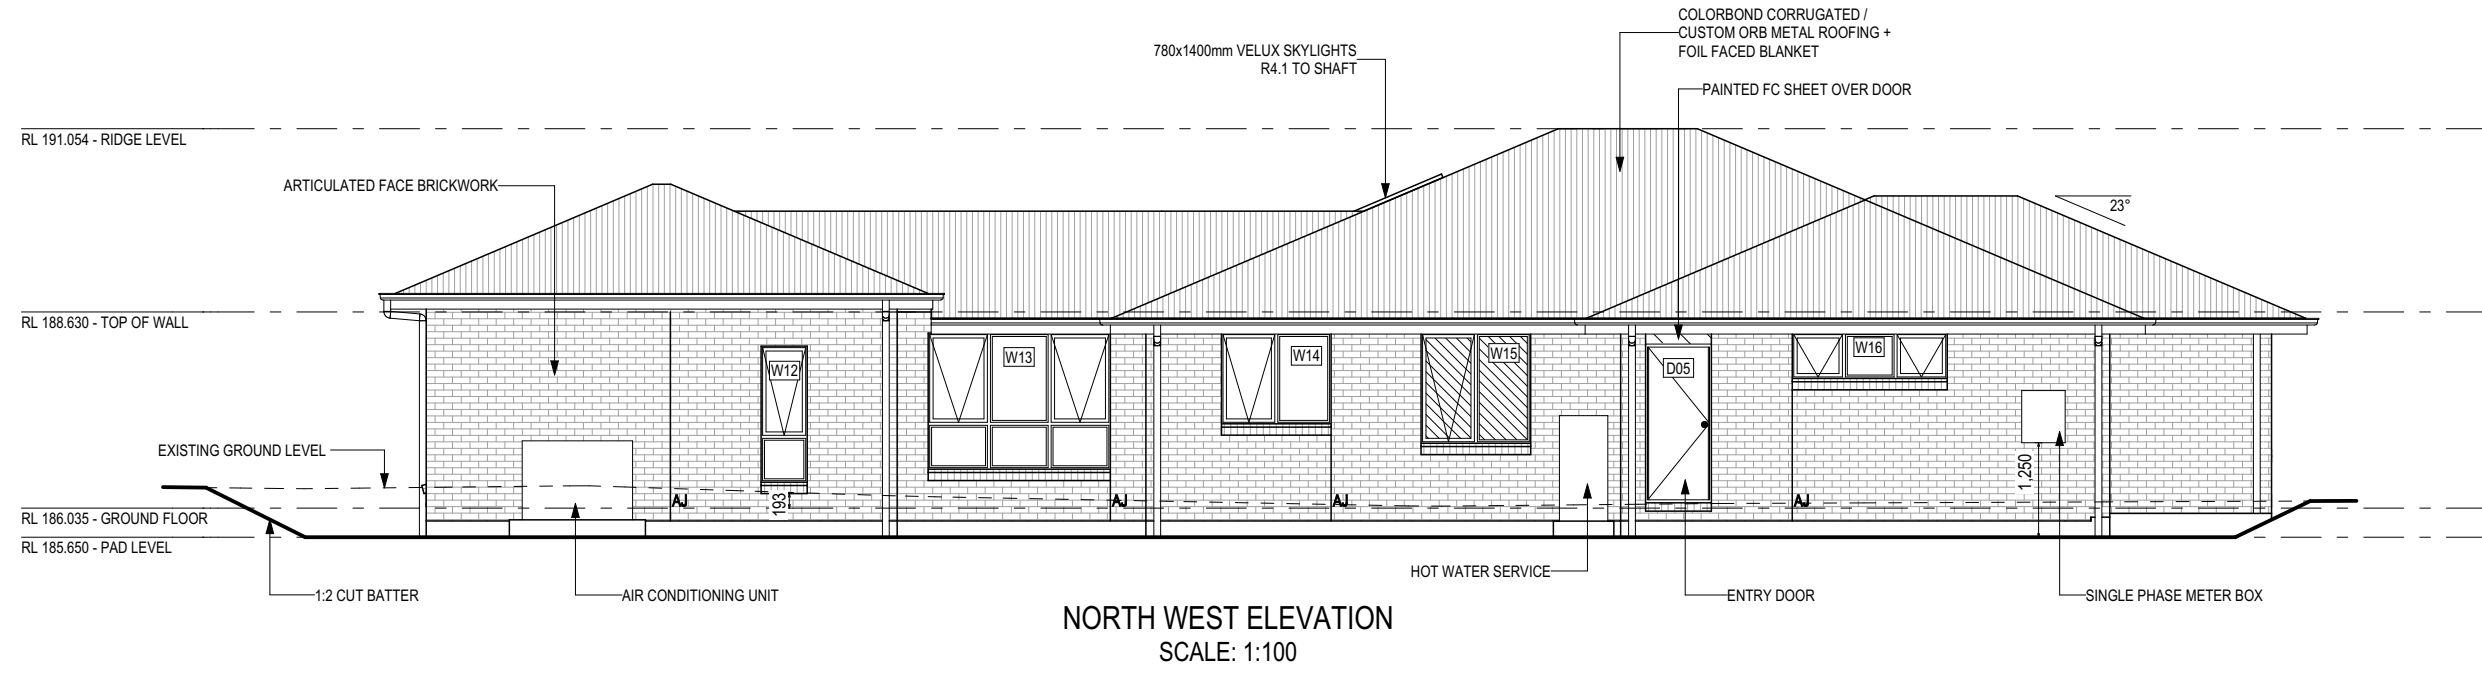 COLORBOND CORRUGATED /
CUSTOM ORB METAL ROOFING +
FOIL FACED BLANKET
780x1400mm VELUX SKYLIGHTS
R4.1 TO SHAFT
PAINTED FC SHEET OVER DOOR
RL 191.054 - RIDGE LEVEL
ARTICULATED FACE BRICKWORK
23°
RL 188.630 - TOP OF WALL
W12
W13
W14
W15
D05
W16
EXISTING GROUND LEVEL
1,250
193
AJ
AJ
AJ
AJ
RL 186.035 - GROUND FLOOR
RL 185.650 - PAD LEVEL
HOT WATER SERVICE
1:2 CUT BATTER
AIR CONDITIONING UNIT
ENTRY DOOR
SINGLE PHASE METER BOX
NORTH WEST ELEVATION
SCALE: 1:100